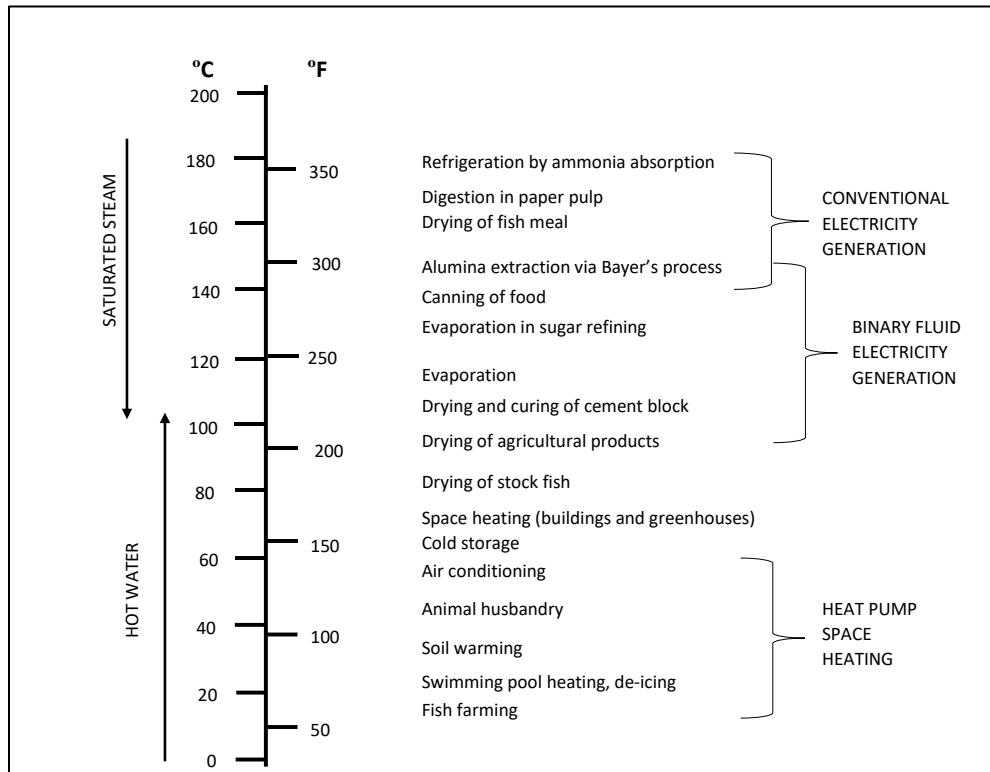 °C
°F
200
180
350
160
300
140
120
250
100
200
80
60
150
40
100
20
50
0
SATURATED STEAM
HOT WATER
Refrigeration by ammonia absorption
Digestion in paper pulp
Drying of fish meal
Alumina extraction via Bayer’s process
Canning of food
Evaporation in sugar refining
Evaporation
Drying and curing of cement block
Drying of agricultural products
Drying of stock fish
Space heating (buildings and greenhouses)
Cold storage
Air conditioning
Animal husbandry
Soil warming
Swimming pool heating, de-icing
Fish farming
CONVENTIONAL
ELECTRICITY
GENERATION
BINARY FLUID
ELECTRICITY
GENERATION
HEAT PUMP
SPACE
HEATING